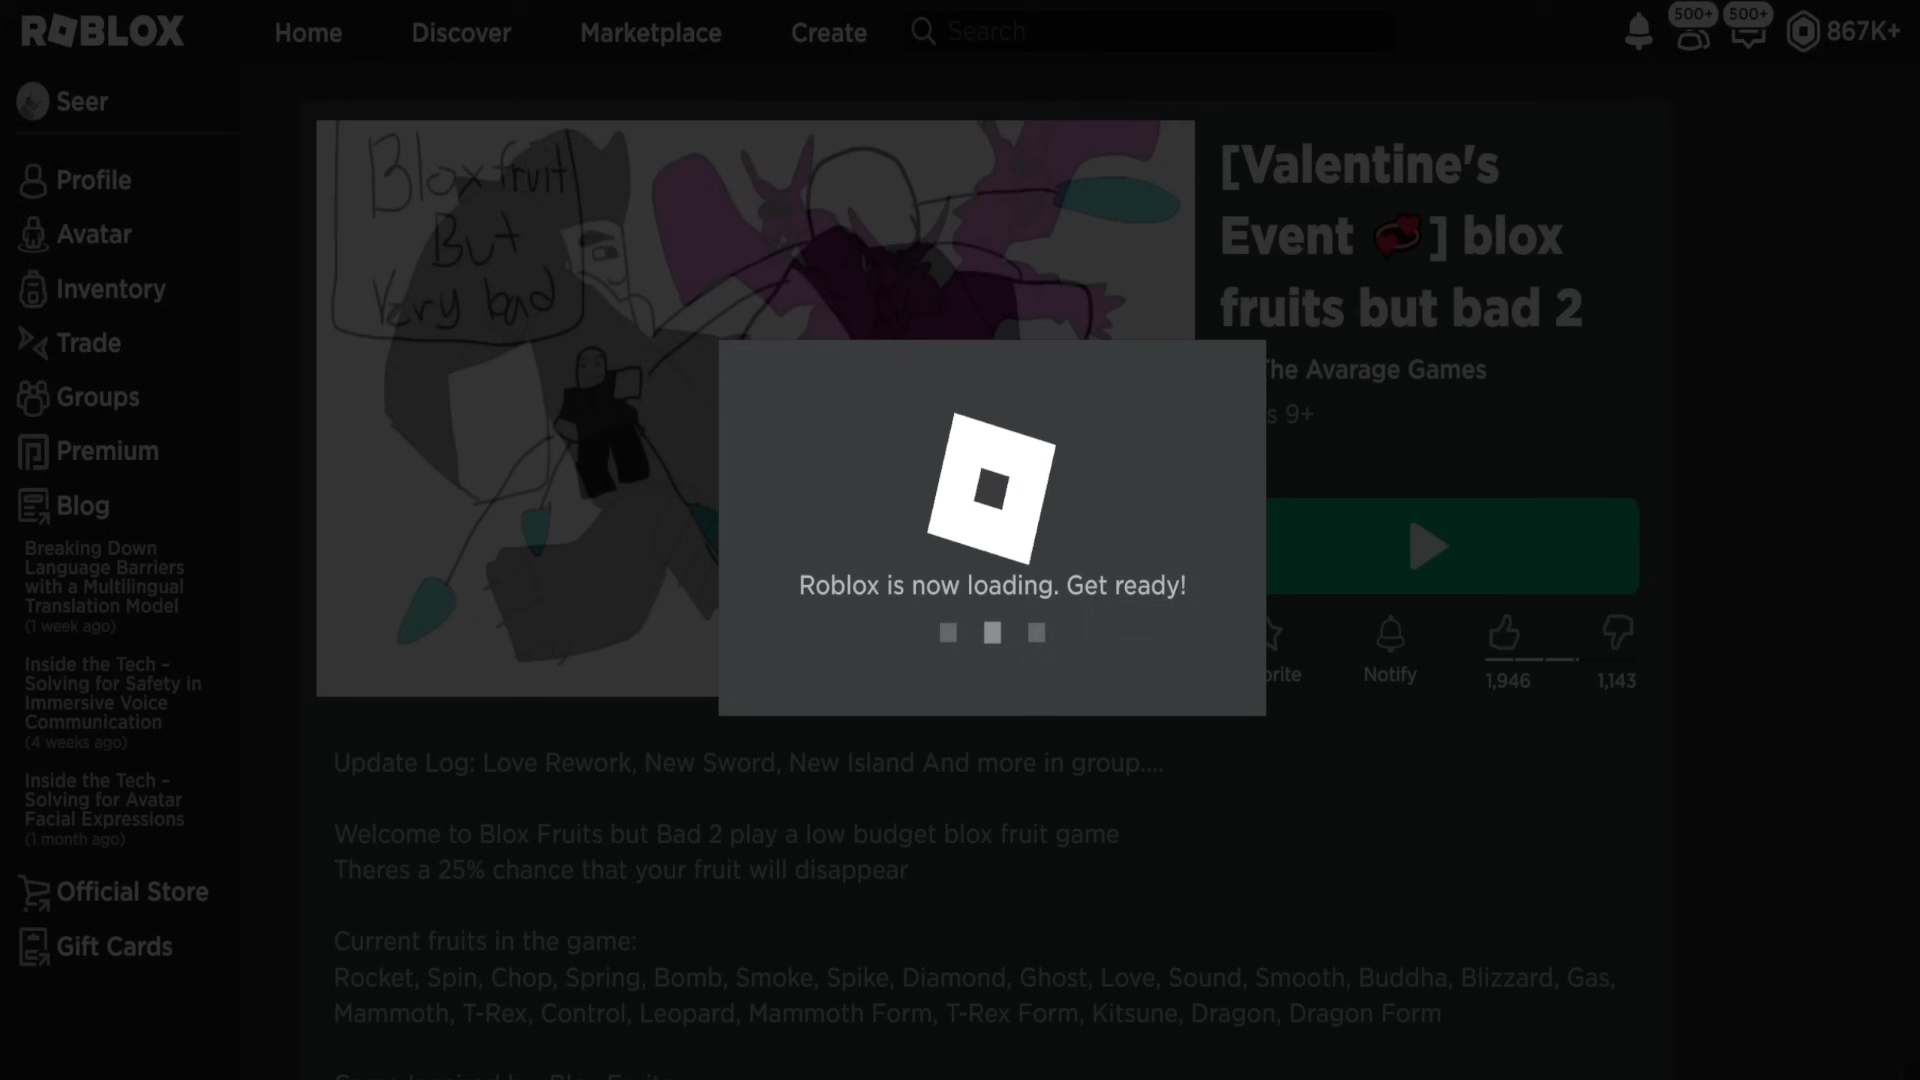 ROBLOX
Home
Discover
Marketplace
Create
Search
500+
500+
867K+
Seer
Profile
Avatar
Inventory
Trade
Groups
Premium
Blog
Breaking Down
Language Barriers
with a Multilingual
Translation Model
(1 week ago)
Inside the Tech –
Solving for Safety in
Immersive Voice
Communication
(4 weeks ago)
Inside the Tech –
Solving for Avatar
Facial Expressions
(1 month ago)
Official Store
Gift Cards
Blox fruit
But
Very bad
[Valentine's
Event 💞] blox
fruits but bad 2
The Avarage Games
9+
Roblox is now loading. Get ready!
Notify
1,946
1,143
Update Log: Love Rework, New Sword, New Island And more in group....
Welcome to Blox Fruits but Bad 2 play a low budget blox fruit game
Theres a 25% chance that your fruit will disappear
Current fruits in the game:
Rocket, Spin, Chop, Spring, Bomb, Smoke, Spike, Diamond, Ghost, Love, Sound, Smooth, Buddha, Blizzard, Gas,
Mammoth, T-Rex, Control, Leopard, Mammoth Form, T-Rex Form, Kitsune, Dragon, Dragon Form